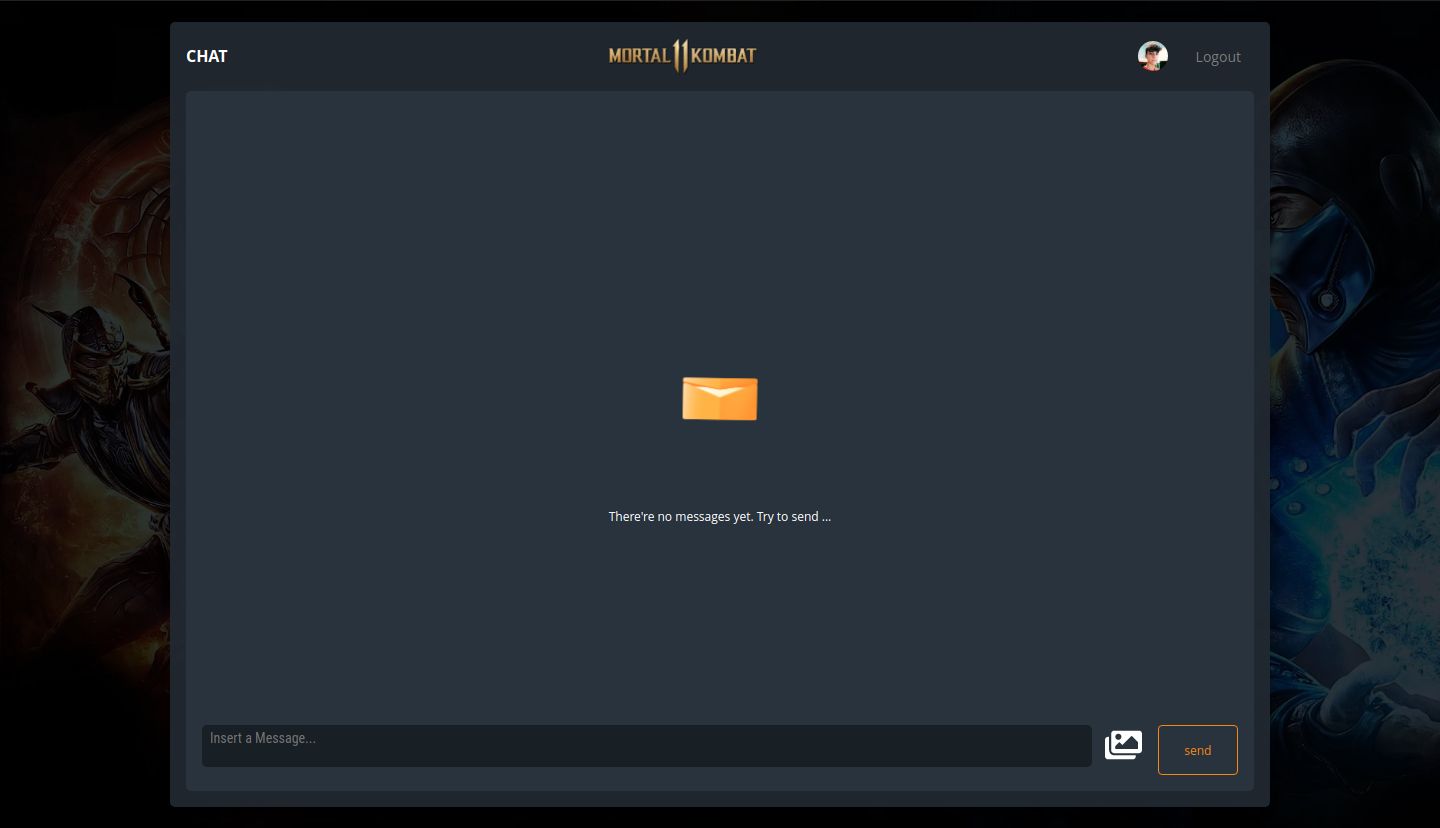 CHAT
MORTAL 11 KOMBAT
Logout
There're no messages yet. Try to send ...
Insert a Message...
send